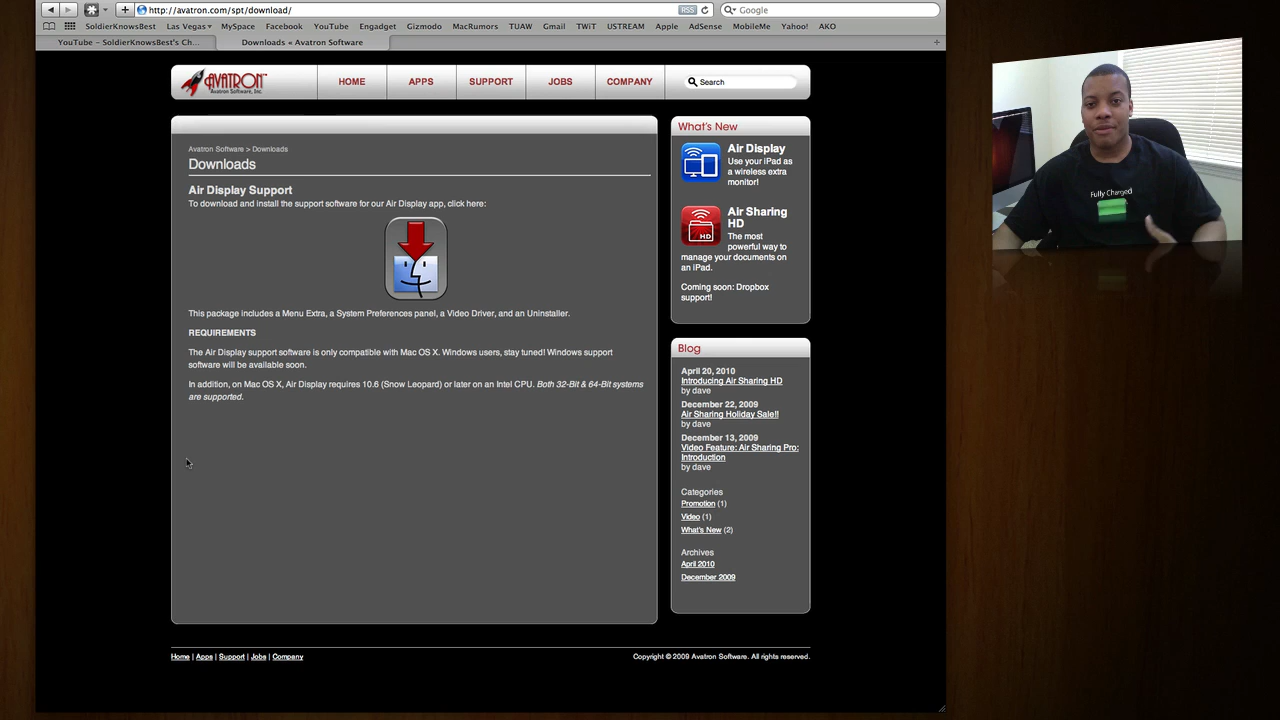 http://avatron.com/spt/download/
RSS
Google
SoldierKnowsBest Las Vegas MySpace Facebook YouTube Engadget Gizmodo MacRumors TUAW Gmail TWiT USTREAM Apple AdSense MobileMe Yahoo! AKO
YouTube - SoldierKnowsBest's Ch... Downloads « Avatron Software
AVATRON
Avatron Software, Inc.
HOME APPS SUPPORT JOBS COMPANY Search
Avatron Software > Downloads
Downloads
Air Display Support
To download and install the support software for our Air Display app, click here:
This package includes a Menu Extra, a System Preferences panel, a Video Driver, and an Uninstaller.
REQUIREMENTS
The Air Display support software is only compatible with Mac OS X. Windows users, stay tuned! Windows support
software will be available soon.
In addition, on Mac OS X, Air Display requires 10.6 (Snow Leopard) or later on an Intel CPU. Both 32-Bit & 64-Bit systems
are supported.
What's New
Air Display
Use your iPad as
a wireless extra
monitor!
HD
Air Sharing
HD
The most
powerful way to
manage your documents on
an iPad.
Coming soon: Dropbox
support!
Blog
April 20, 2010
Introducing Air Sharing HD
by dave
December 22, 2009
Air Sharing Holiday Sale!!
by dave
December 13, 2009
Video Feature: Air Sharing Pro:
Introduction
by dave
Categories
Promotion (1)
Video (1)
What's New (2)
Archives
April 2010
December 2009
Home | Apps | Support | Jobs | Company
Copyright © 2009 Avatron Software. All rights reserved.
Fully Charged